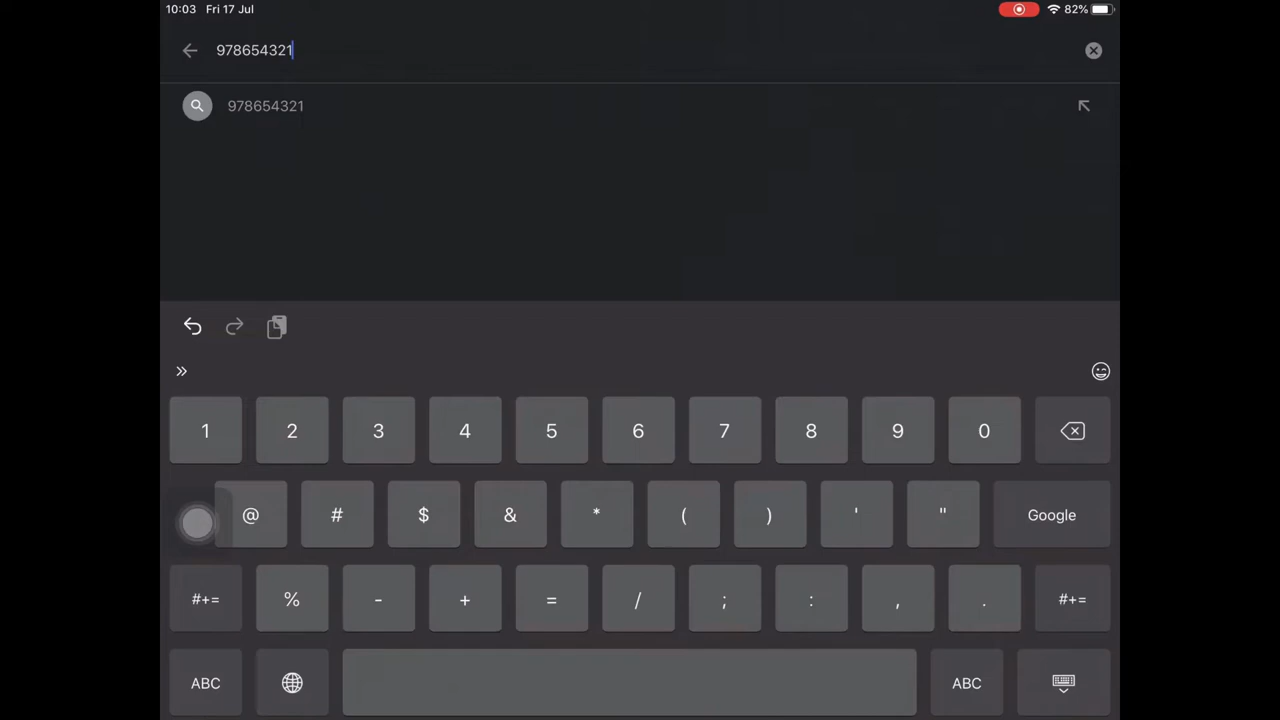 10:03 Fri 17 Jul 82%
978654321
978654321
1 2 3 4 5 6 7 8 9 0
@ # $ & * ( ) ' " Google
#+= % - + = / ; : , . #+=
ABC ABC